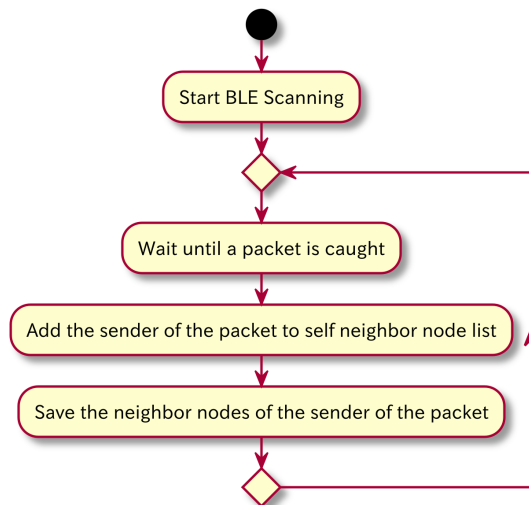 Start BLE Scanning
Wait until a packet is caught
Add the sender of the packet to self neighbor node list
Save the neighbor nodes of the sender of the packet